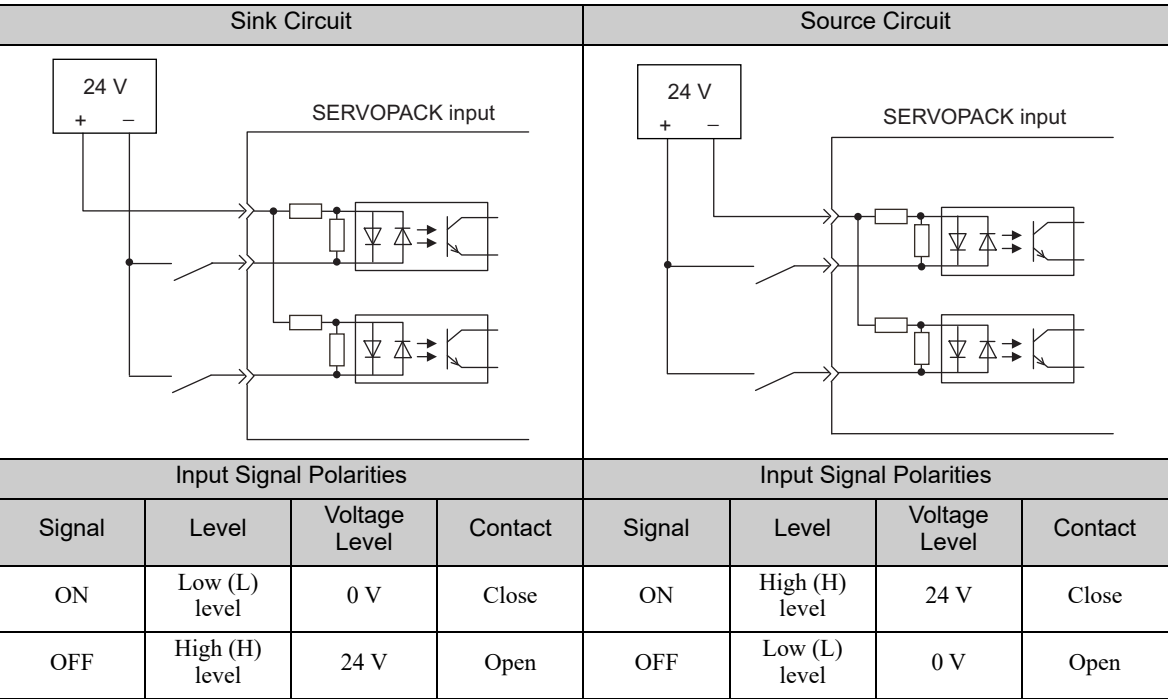 Sink Circuit
Source Circuit
24 V
+ −
SERVOPACK input
24 V
+ −
SERVOPACK input
Input Signal Polarities
Input Signal Polarities
Signal Level Voltage Level Contact Signal Level Voltage Level Contact
ON Low (L) level 0 V Close ON High (H) level 24 V Close
OFF High (H) level 24 V Open OFF Low (L) level 0 V Open